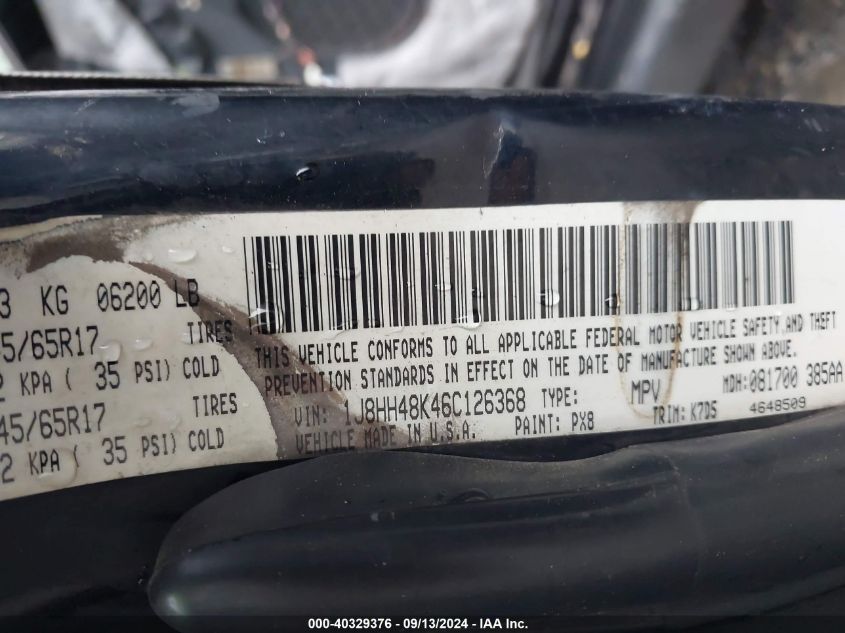 3 KG 06200 LB
5/65R17 TIRES
2 KPA ( 35 PSI) COLD
45/65R17 TIRES
2 KPA ( 35 PSI) COLD
THIS VEHICLE CONFORMS TO ALL APPLICABLE FEDERAL MOTOR VEHICLE SAFETY AND THEFT
PREVENTION STANDARDS IN EFFECT ON THE DATE OF MANUFACTURE SHOWN ABOVE.
VIN: 1J8HH48K46C126368 TYPE: MPV MDH: 081700 385AA
VEHICLE MADE IN U.S.A. PAINT: PX8 TRIM: K7D5 4648509
000-40329376 - 09/13/2024 - IAA Inc.